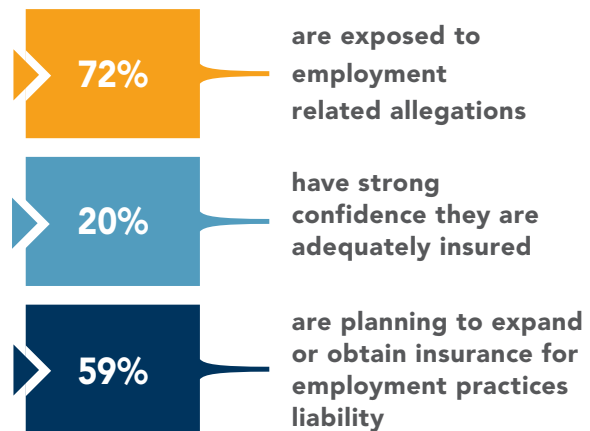 72%
are exposed to
employment
related allegations
20%
have strong
confidence they are
adequately insured
59%
are planning to expand
or obtain insurance for
employment practices
liability